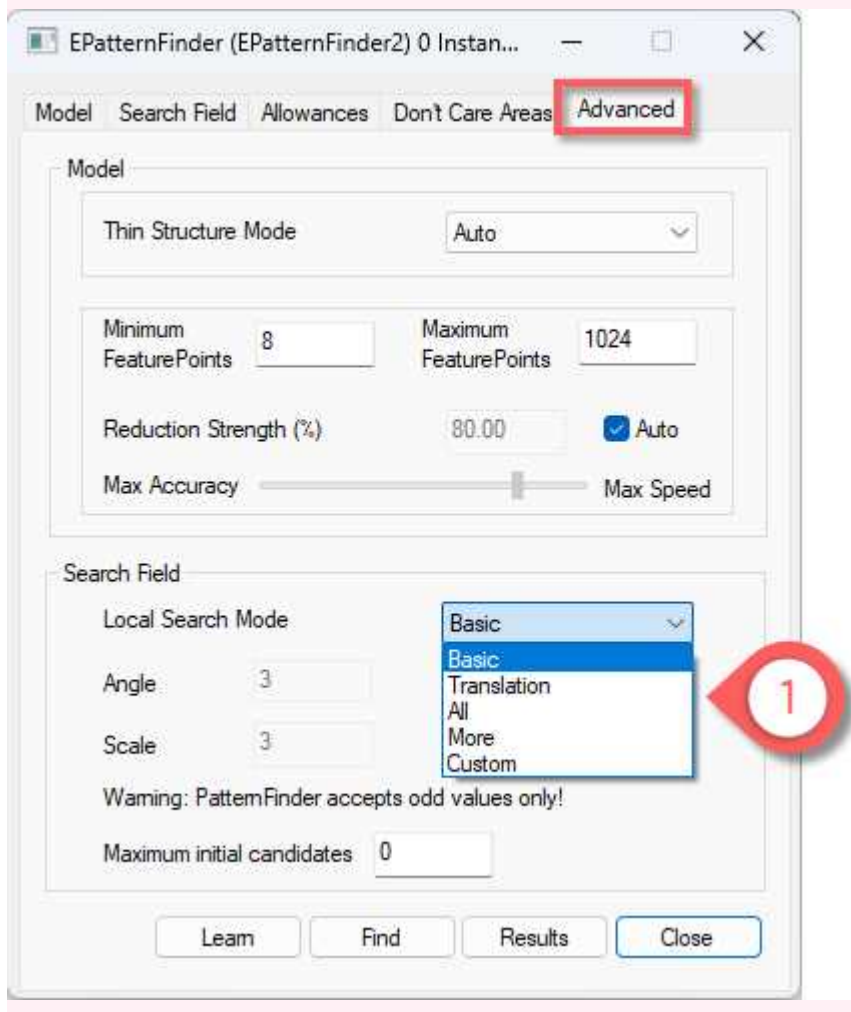 EPatternFinder (EPatternFinder2) 0 Instan...
Model Search Field Allowances Don't Care Areas Advanced
Model
Thin Structure Mode Auto
Minimum FeaturePoints 8 Maximum FeaturePoints 1024
Reduction Strength (%) 80.00 Auto
Max Accuracy Max Speed
Search Field
Local Search Mode Basic
Basic
Translation
All
More
Custom
1
Angle 3
Scale 3
Warning: PatternFinder accepts odd values only!
Maximum initial candidates 0
Learn Find Results Close